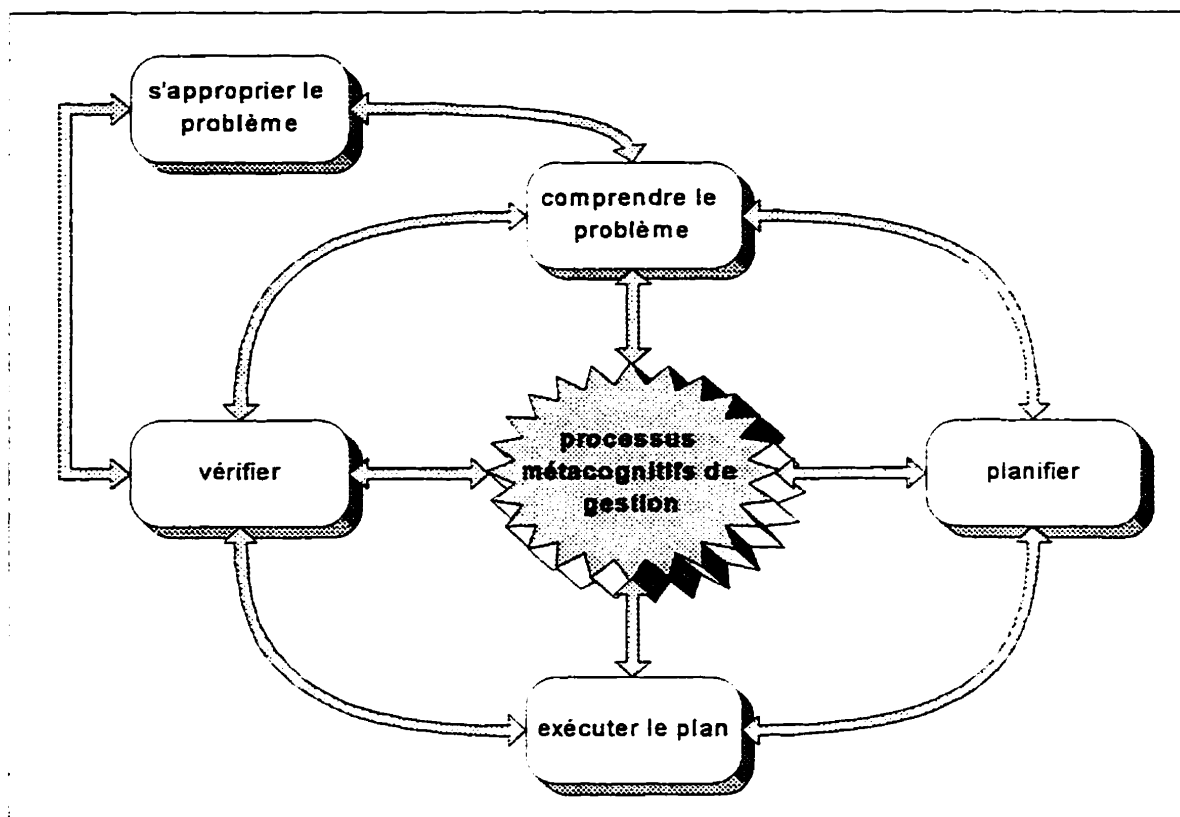 s'approprier le
problème
comprendre le
problème
vérifier
processus
métacognitifs de
gestion
planifier
exécuter le plan